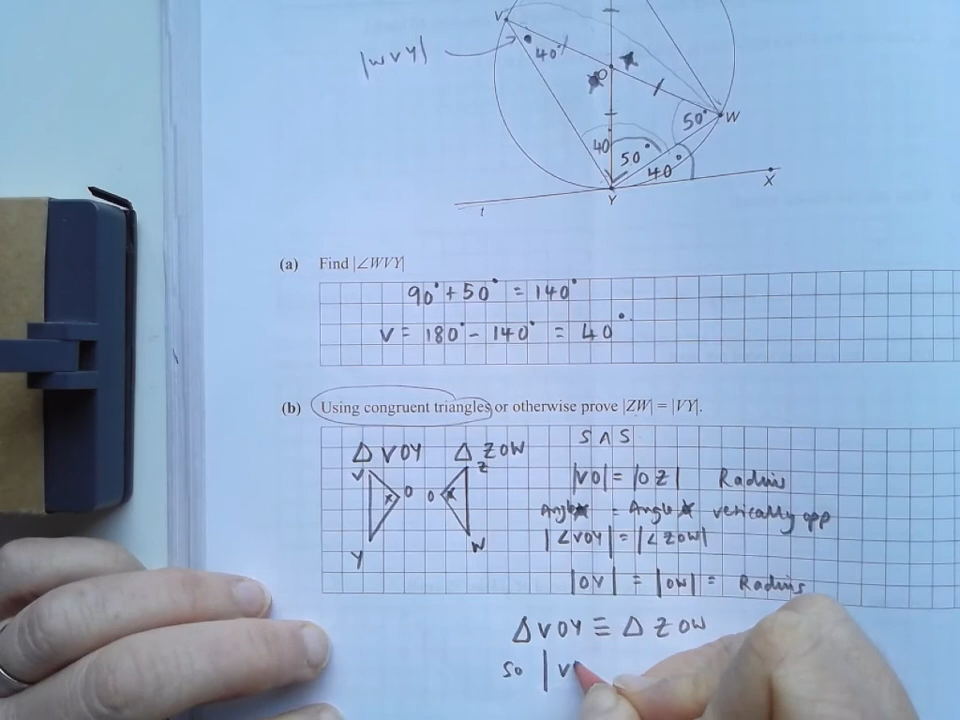 V
40°
|WVY|
O
50°
W
40
50°
40°
X
Y
l
(a) Find |∠WVY|
90° + 50° = 140°
V = 180° - 140° = 40°
(b) Using congruent triangles or otherwise prove |ZW| = |VY|.
S A S
Δ VOY Δ ZOW
V O O Z
Y W
|VO| = |OZ| Radius
Angle = Angle vertically opp
|∠VOY| = |∠ZOW|
|OV| = |OW| = Radius
Δ VOY ≡ Δ ZOW
so |V